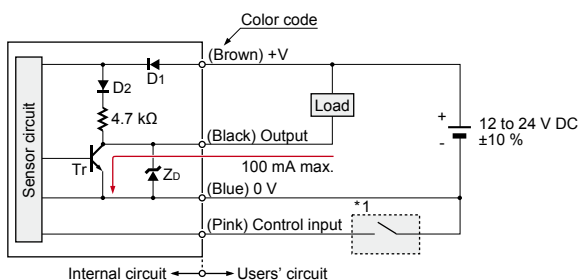 Color code
(Brown) +V
D1
D2
4.7 kΩ
Load
Sensor circuit
(Black) Output
+
-
12 to 24 V DC
±10 %
Tr
ZD
100 mA max.
(Blue) 0 V
*1
(Pink) Control input
Internal circuit
Users' circuit